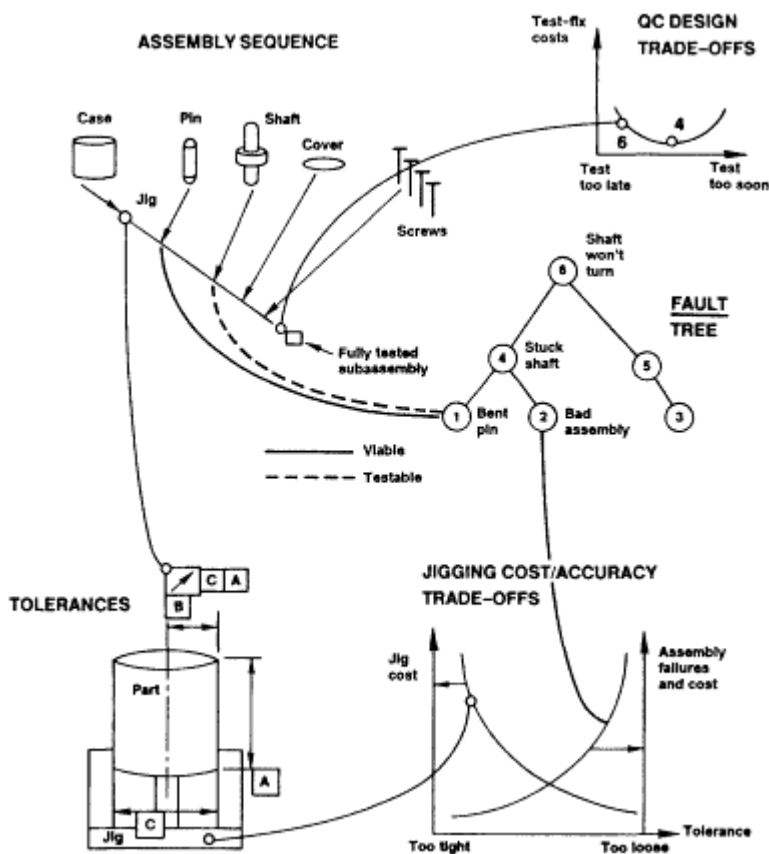 ASSEMBLY SEQUENCE
Test-fix
costs
QC DESIGN
TRADE-OFFS
4
6
Test
too late
Test
too soon
Case
Pin
Shaft
Cover
Jig
Screws
Fully tested
subassembly
Shaft
won't
turn
6
FAULT
TREE
4
Stuck
shaft
5
1
Bent
pin
2
Bad
assembly
3
Viable
Testable
TOLERANCES
C
A
B
Part
A
C
Jig
JIGGING COST/ACCURACY
TRADE-OFFS
Jig
cost
Assembly
failures
and cost
Tolerance
Too tight
Too loose